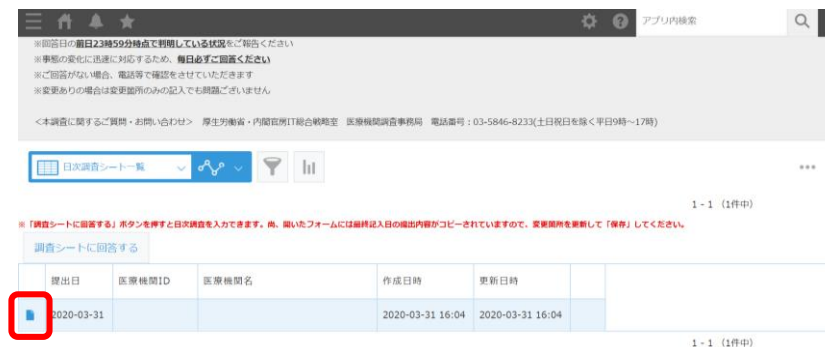 アプリ内検索
※回答日の前日23時59分時点で判明している状況をご報告ください
※事態の変化に迅速に対応するため、毎日必ずご回答ください
※ご回答がない場合、電話等で確認をさせていただきます
※変更ありの場合は変更箇所のみの記入でも問題ございません
<本調査に関するご質問・お問い合わせ> 厚生労働省・内閣官房IT総合戦略室 医療機関調査事務局 電話番号:03-5846-8233(土日祝日を除く平日9時～17時)
日次調査シート一覧
1 - 1 (1件中)
※「調査シートに回答する」ボタンを押すと日次調査を入力できます。尚、開いたフォームには最終記入日の提出内容がコピーされていますので、変更箇所を更新して「保存」してください。
調査シートに回答する
提出日 医療機関ID 医療機関名 作成日時 更新日時
2020-03-31 2020-03-31 16:04 2020-03-31 16:04
1 - 1 (1件中)